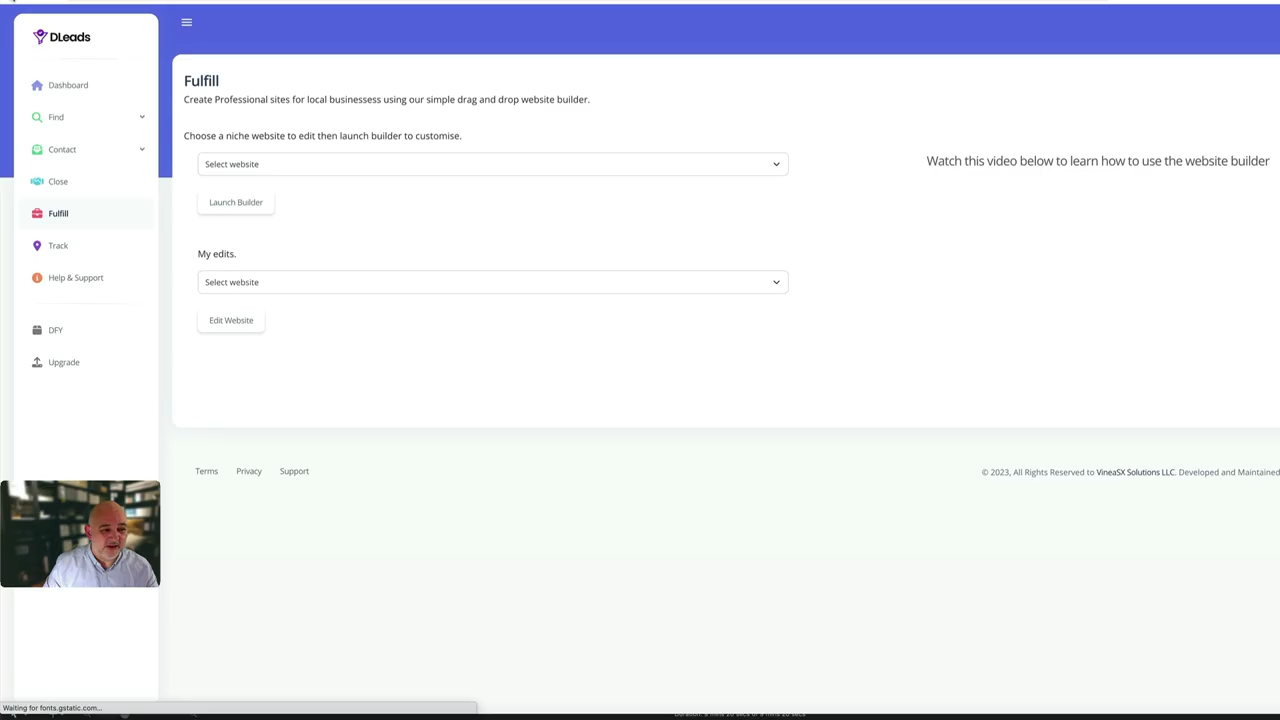 DLeads
Dashboard
Find
Contact
Close
Fulfill
Track
Help & Support
DFY
Upgrade
Fulfill
Create Professional sites for local businessess using our simple drag and drop website builder.
Choose a niche website to edit then launch builder to customise.
Select website
Launch Builder
My edits.
Select website
Edit Website
Watch this video below to learn how to use the website builder
Terms
Privacy
Support
© 2023, All Rights Reserved to VineaSX Solutions LLC. Developed and Maintained
Waiting for fonts.gstatic.com...